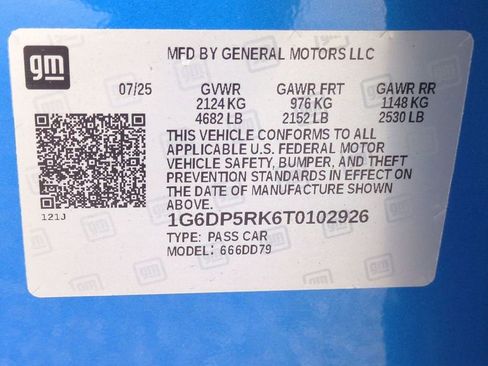 gm
MFD BY GENERAL MOTORS LLC
07/25 GVWR GAWR FRT GAWR RR
2124 KG 976 KG 1148 KG
4682 LB 2152 LB 2530 LB
THIS VEHICLE CONFORMS TO ALL
APPLICABLE U.S. FEDERAL MOTOR
VEHICLE SAFETY, BUMPER, AND THEFT
PREVENTION STANDARDS IN EFFECT ON
THE DATE OF MANUFACTURE SHOWN
ABOVE.
121J
1G6DP5RK6T0102926
TYPE: PASS CAR
MODEL: 666DD79